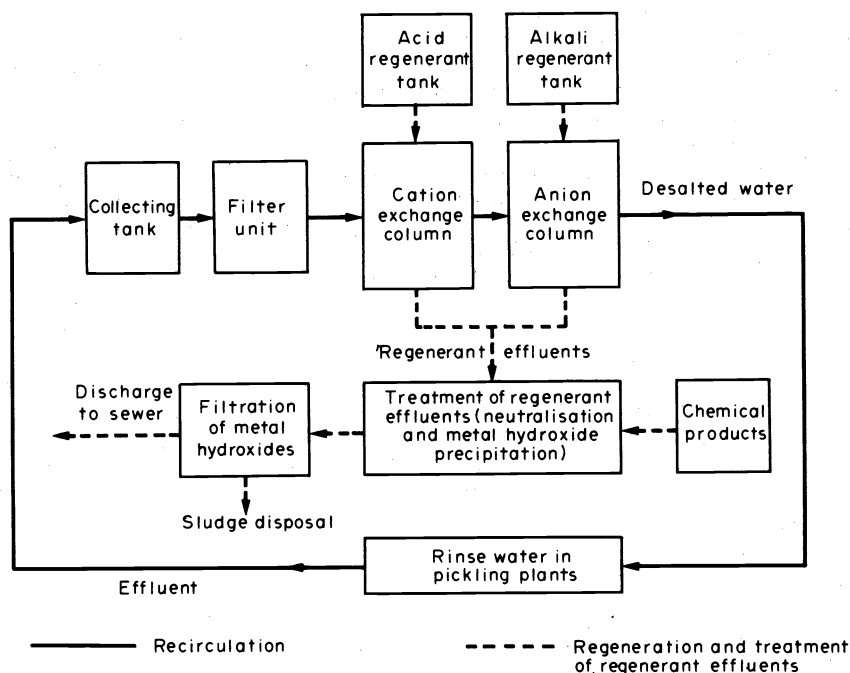 Acid
regenerant
tank
Alkali
regenerant
tank
Collecting
tank
Filter
unit
Cation
exchange
column
Anion
exchange
column
Desalted water
Regenerant effluents
Discharge
to sewer
Filtration
of metal
hydroxides
Treatment of regenerant
effluents (neutralisation
and metal hydroxide
precipitation)
Chemical
products
Sludge disposal
Rinse water in
pickling plants
Effluent
Recirculation
Regeneration and treatment
of regenerant effluents